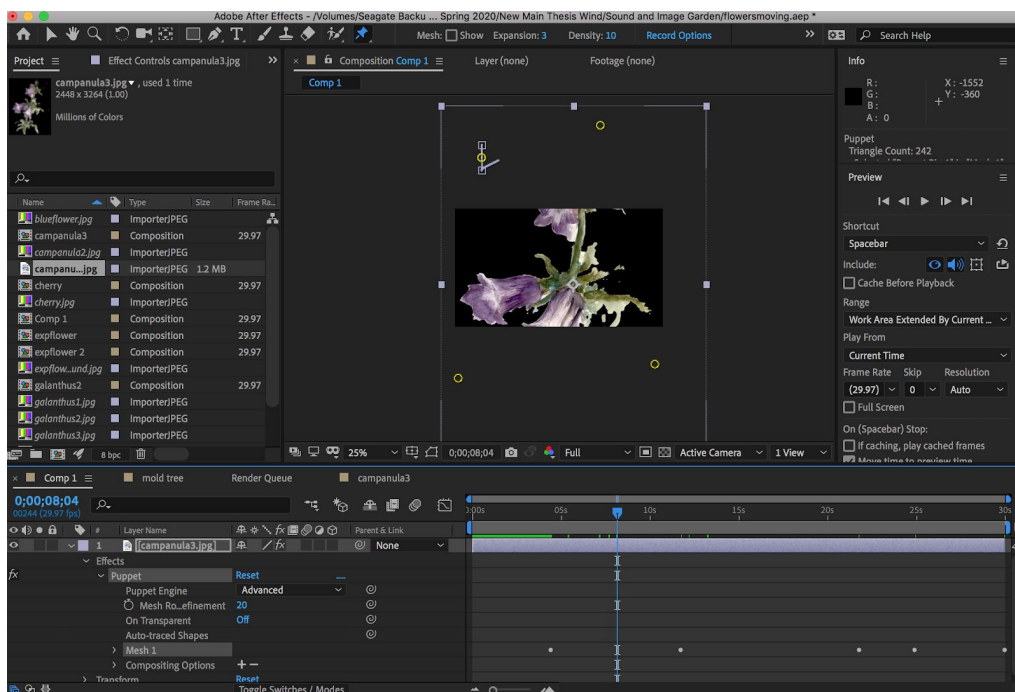 Adobe After Effects - /Volumes/Seagate Backu ... Spring 2020/New Main Thesis Wind/Sound and Image Garden/flowersmoving.aep *
Mesh: Show Expansion: 3 Density: 10 Record Options Search Help
Project Effect Controls campanula3.jpg
campanula3.jpg , used 1 time
2448 x 3264 (1.00)
Millions of Colors
Name Type Size Frame Ra...
blueflower.jpg ImporterJPEG
campanula3 Composition 29.97
campanula2.jpg ImporterJPEG
campanu...jpg ImporterJPEG 1.2 MB
cherry Composition 29.97
cherry.jpg ImporterJPEG
Comp 1 Composition 29.97
expflower Composition 29.97
expflower 2 Composition 29.97
expflow...und.jpg ImporterJPEG
galanthus2 Composition 29.97
galanthus1.jpg ImporterJPEG
galanthus2.jpg ImporterJPEG
galanthus3.jpg ImporterJPEG
8 bpc
Composition Comp 1 Layer (none) Footage (none)
Comp 1
25% 0;00;08;04 Full Active Camera 1 View
Info
R: X: -1552
G: Y: -360
B:
A: 0
Puppet
Triangle Count: 242
Preview
Shortcut
Spacebar
Include:
Cache Before Playback
Range
Work Area Extended By Current ...
Play From
Current Time
Frame Rate Skip Resolution
(29.97) 0 Auto
Full Screen
On (Spacebar) Stop:
If caching, play cached frames
Move time to preview time
Comp 1 mold tree Render Queue campanula3
0;00;08;04
00244 (29.97 fps)
05s 10s 15s 20s 25s 30s
# Layer Name Parent & Link
1 [campanula3.jpg] None
Effects
fx Puppet Reset
Puppet Engine Advanced
Mesh Ro...efinement 20
On Transparent Off
Auto-traced Shapes
Mesh 1
Compositing Options
Transform Reset
Toggle Switches / Modes